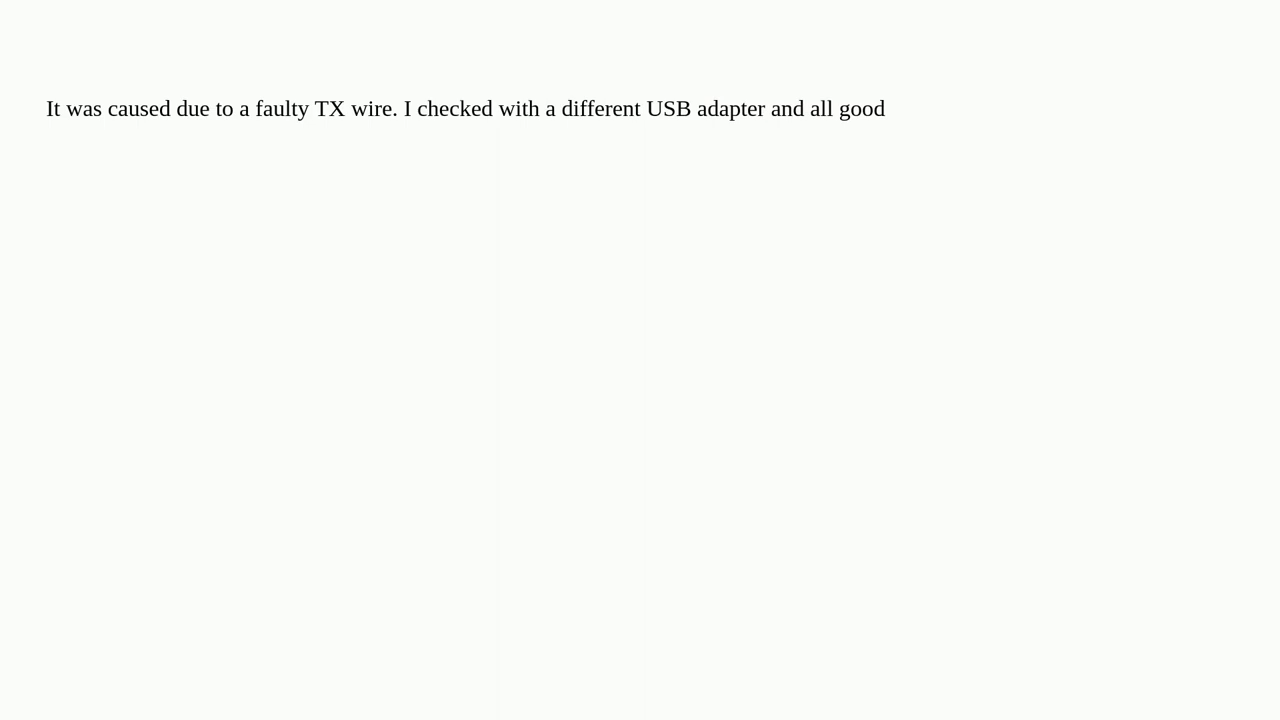 It was caused due to a faulty TX wire. I checked with a different USB adapter and all good